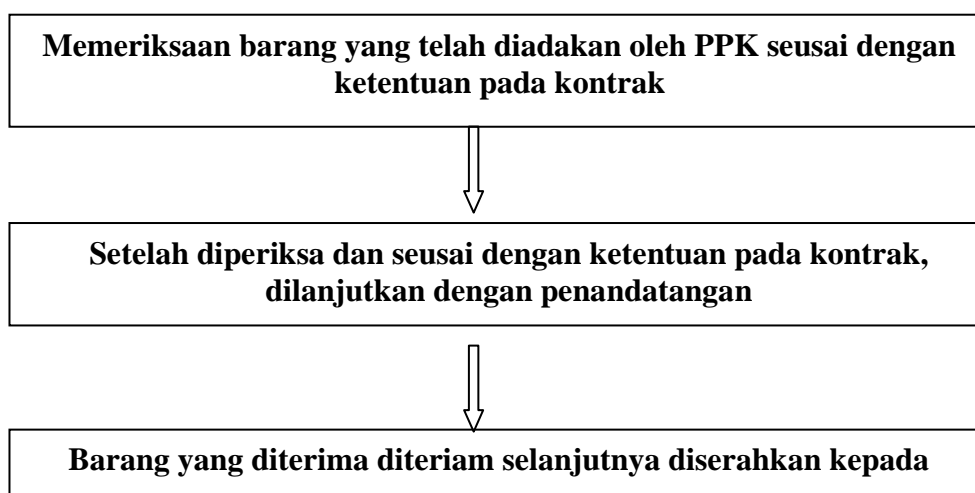 Memeriksaan barang yang telah diadakan oleh PPK seusai dengan
ketentuan pada kontrak
Setelah diperiksa dan seusai dengan ketentuan pada kontrak,
dilanjutkan dengan penandatangan
Barang yang diterima diteriam selanjutnya diserahkan kepada